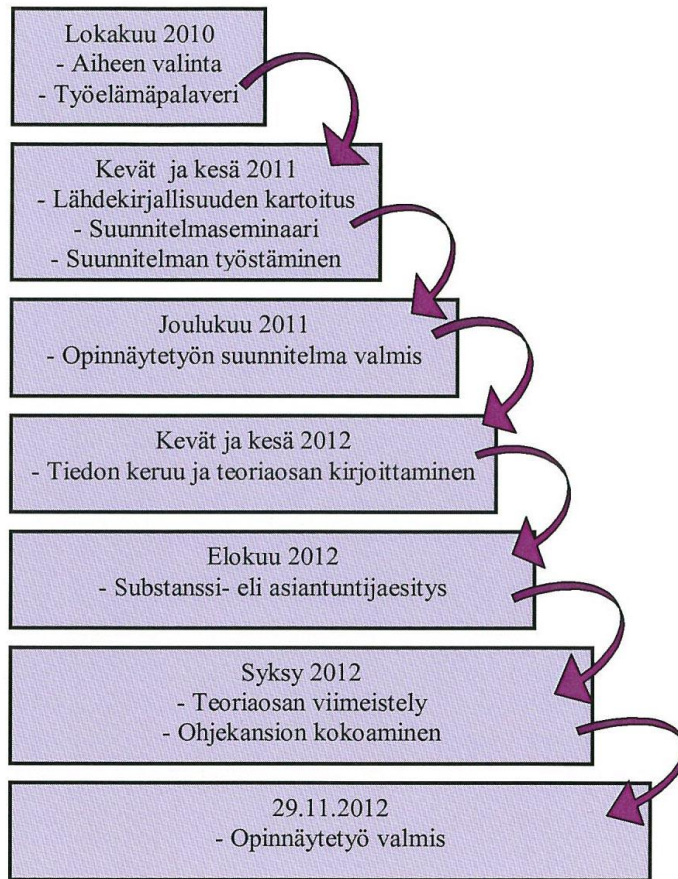 Lokakuu 2010
- Aiheen valinta
- Työelämäpalaveri
Kevät ja kesä 2011
- Lähdekirjallisuuden kartoitus
- Suunnitelmaseminaari
- Suunnitelman työstäminen
Joulukuu 2011
- Opinnäytetyön suunnitelma valmis
Kevät ja kesä 2012
- Tiedon keruu ja teoriaosan kirjoittaminen
Elokuu 2012
- Substanssi- eli asiantuntijaesitys
Syksy 2012
- Teoriaosan viimeistely
- Ohjekansion kokoaminen
29.11.2012
- Opinnäytetyö valmis